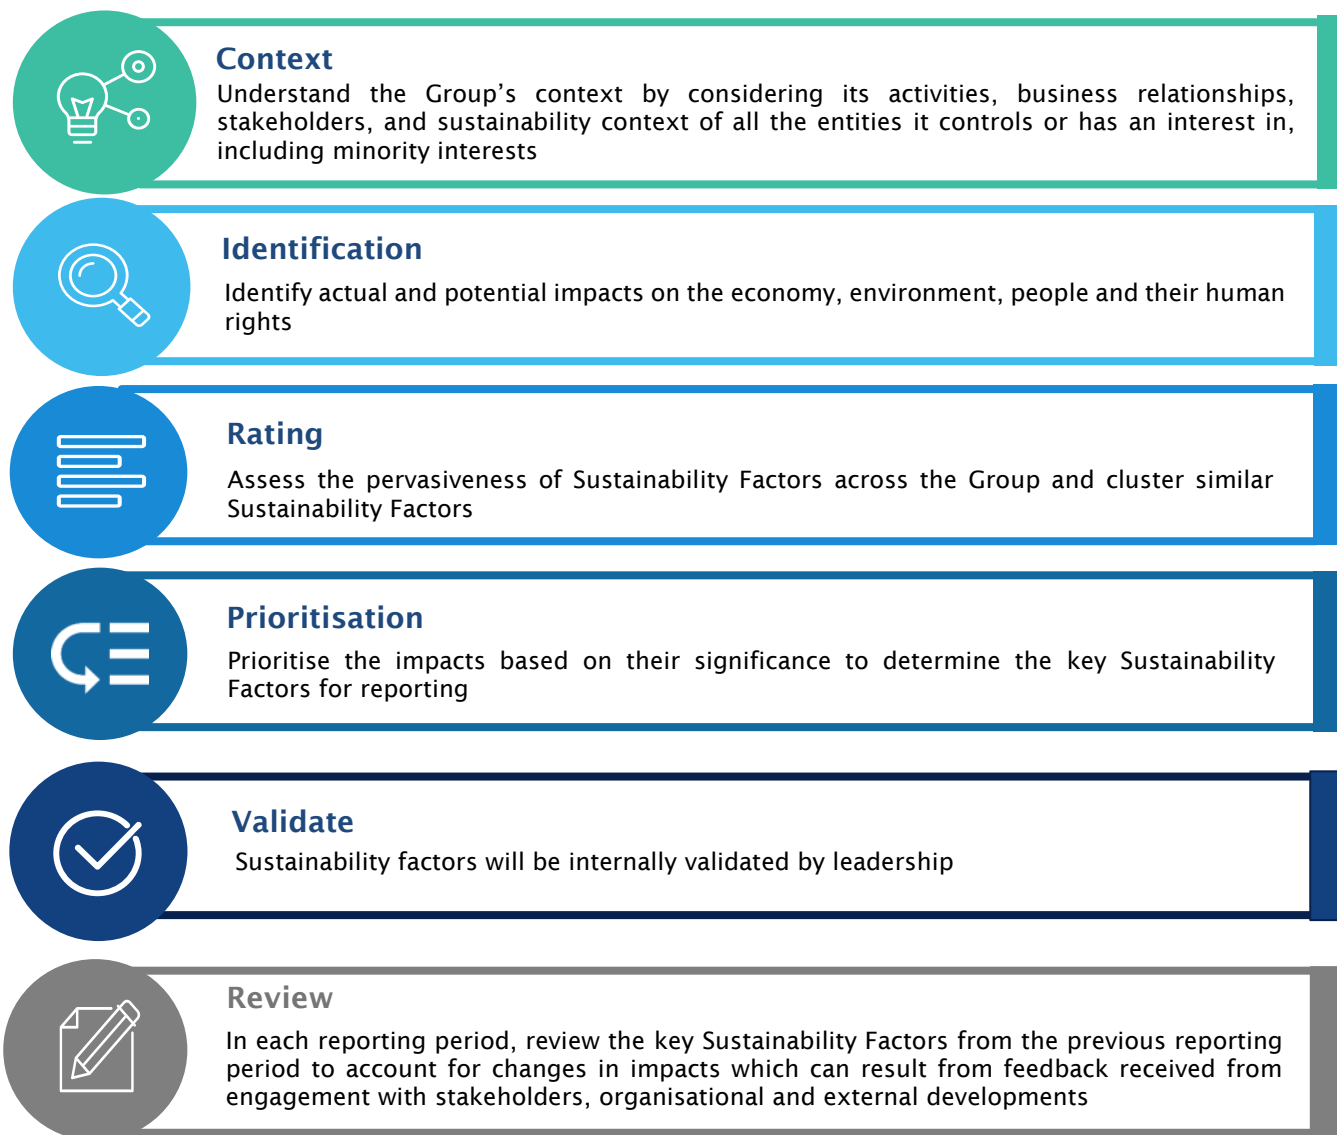 Context
Understand the Group’s context by considering its activities, business relationships,
stakeholders, and sustainability context of all the entities it controls or has an interest in,
including minority interests
Identification
Identify actual and potential impacts on the economy, environment, people and their human
rights
Rating
Assess the pervasiveness of Sustainability Factors across the Group and cluster similar
Sustainability Factors
Prioritisation
Prioritise the impacts based on their significance to determine the key Sustainability
Factors for reporting
Validate
Sustainability factors will be internally validated by leadership
Review
In each reporting period, review the key Sustainability Factors from the previous reporting
period to account for changes in impacts which can result from feedback received from
engagement with stakeholders, organisational and external developments